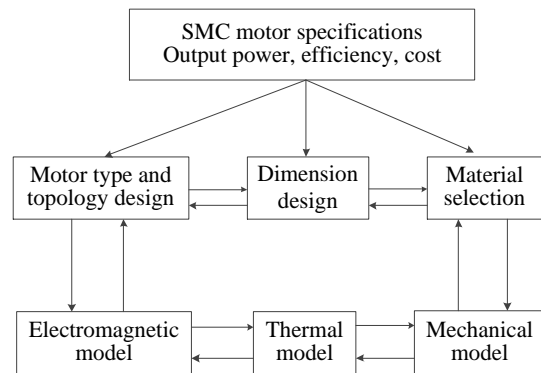 SMC motor specifications
Output power, efficiency, cost
Motor type and
topology design
Dimension
design
Material
selection
Electromagnetic
model
Thermal
model
Mechanical
model